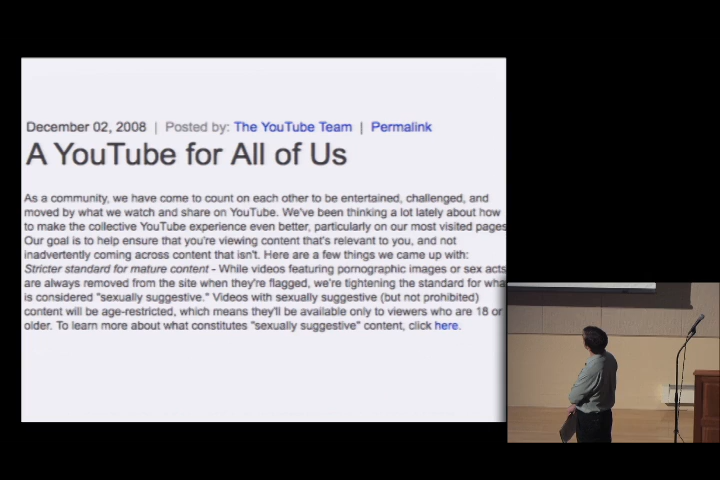 December 02, 2008 | Posted by: The YouTube Team | Permalink
A YouTube for All of Us
As a community, we have come to count on each other to be entertained, challenged, and
moved by what we watch and share on YouTube. We've been thinking a lot lately about how
to make the collective YouTube experience even better, particularly on our most visited pages
Our goal is to help ensure that you're viewing content that's relevant to you, and not
inadvertently coming across content that isn't. Here are a few things we came up with:
Stricter standard for mature content - While videos featuring pornographic images or sex acts
are always removed from the site when they're flagged, we're tightening the standard for wha
is considered "sexually suggestive." Videos with sexually suggestive (but not prohibited)
content will be age-restricted, which means they'll be available only to viewers who are 18 or
older. To learn more about what constitutes "sexually suggestive" content, click here.